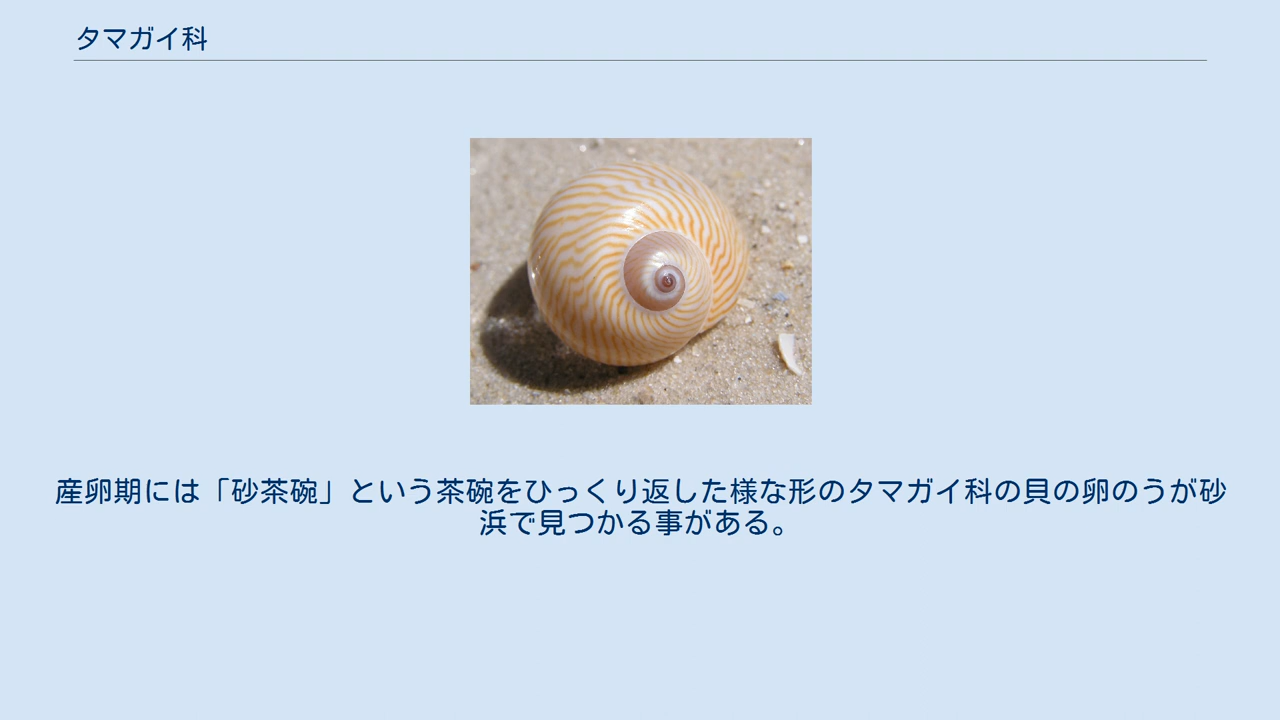 タマガイ科
産卵期には「砂茶碗」という茶碗をひっくり返した様な形のタマガイ科の貝の卵のうが砂
浜で見つかる事がある。